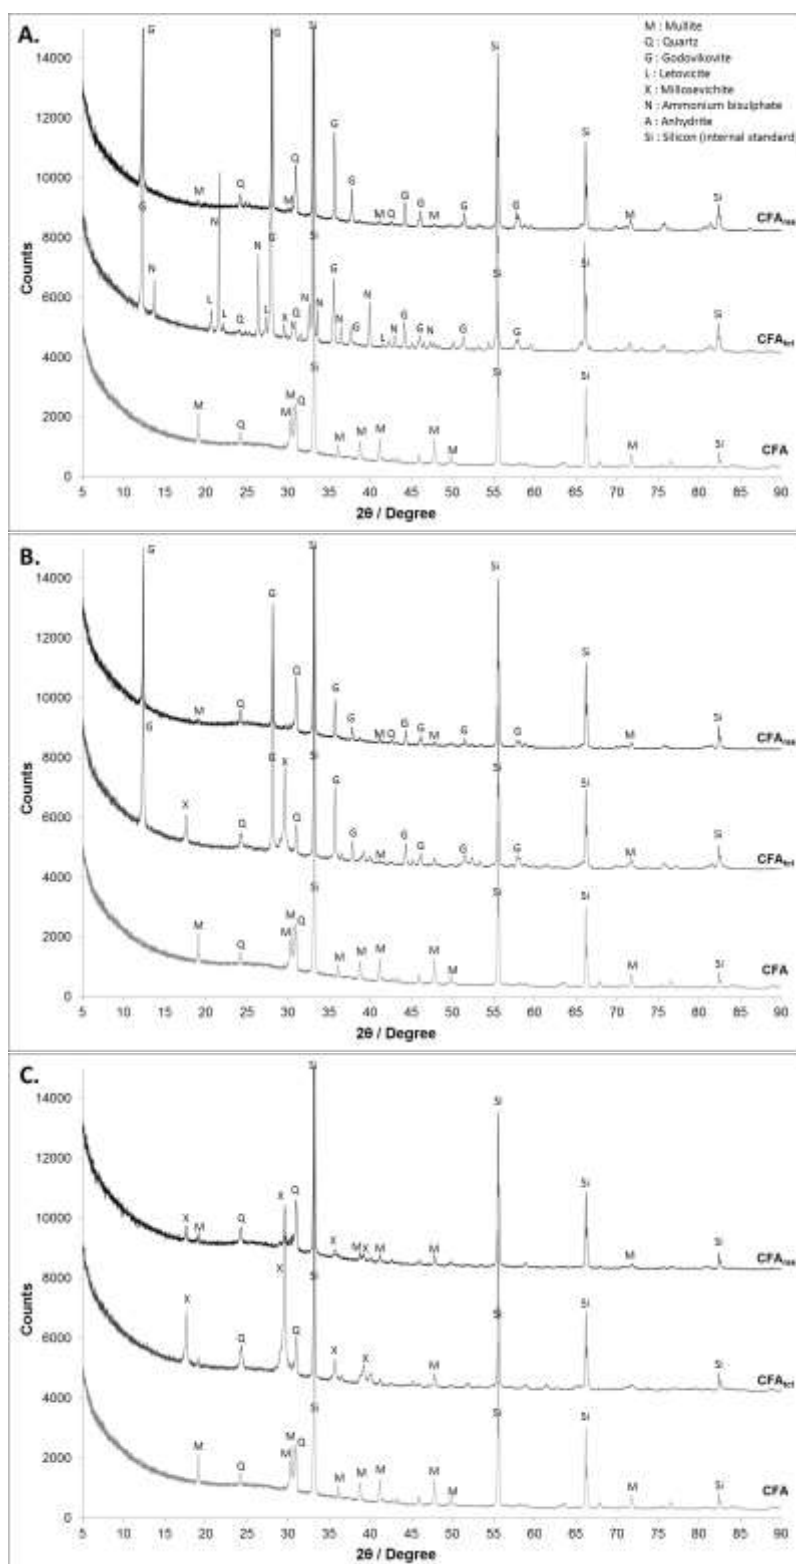 A.
M : Mullite
Q : Quartz
G : Godovikovite
L : Letovicite
X : Millosevichite
N : Ammonium bisulphate
A : Anhydrite
Si : Silicon (internal standard)
14000
12000
10000
8000
6000
4000
2000
0
Counts
G G Si Si
M Q M Q G G M Q G G M G G Si M Si
CFA
G N N L L Q N L G X N Q N Si N G N G N L N G G N G Si G Si Si
CFA
M Q M M Q Si M M M M M Si Si M Si
CFA
5 10 15 20 25 30 35 40 45 50 55 60 65 70 75 80 85 90
2θ / Degree
B.
14000
12000
10000
8000
6000
4000
2000
0
Counts
G G Si Si
M Q Q G G M Q G G M G G Si M Si
CFA
G X Q G X Q Si G G M G G G Si G Si M Si
CFA
M Q M M Q Si M M M M M Si Si M Si
CFA
5 10 15 20 25 30 35 40 45 50 55 60 65 70 75 80 85 90
2θ / Degree
C.
14000
12000
10000
8000
6000
4000
2000
0
Counts
Si Si
X M Q X Q X M X M M Si M Si
CFA
X Q X Q Si X X M Si Si Si
CFA
M Q M M Q Si M M M M M Si Si M Si
CFA
5 10 15 20 25 30 35 40 45 50 55 60 65 70 75 80 85 90
2θ / Degree